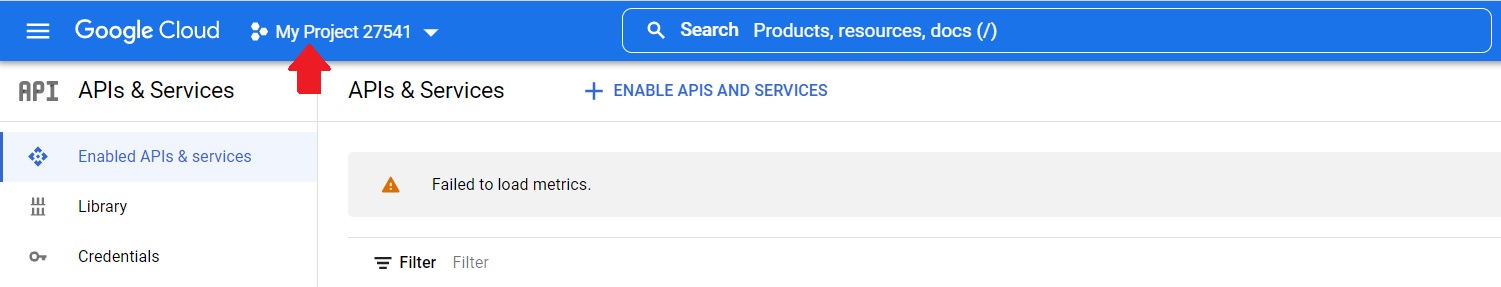 Google Cloud My Project 27541 Search Products, resources, docs (/)
API APIs & Services APIs & Services + ENABLE APIS AND SERVICES
Enabled APIs & services
Failed to load metrics.
Library
Credentials
Filter Filter